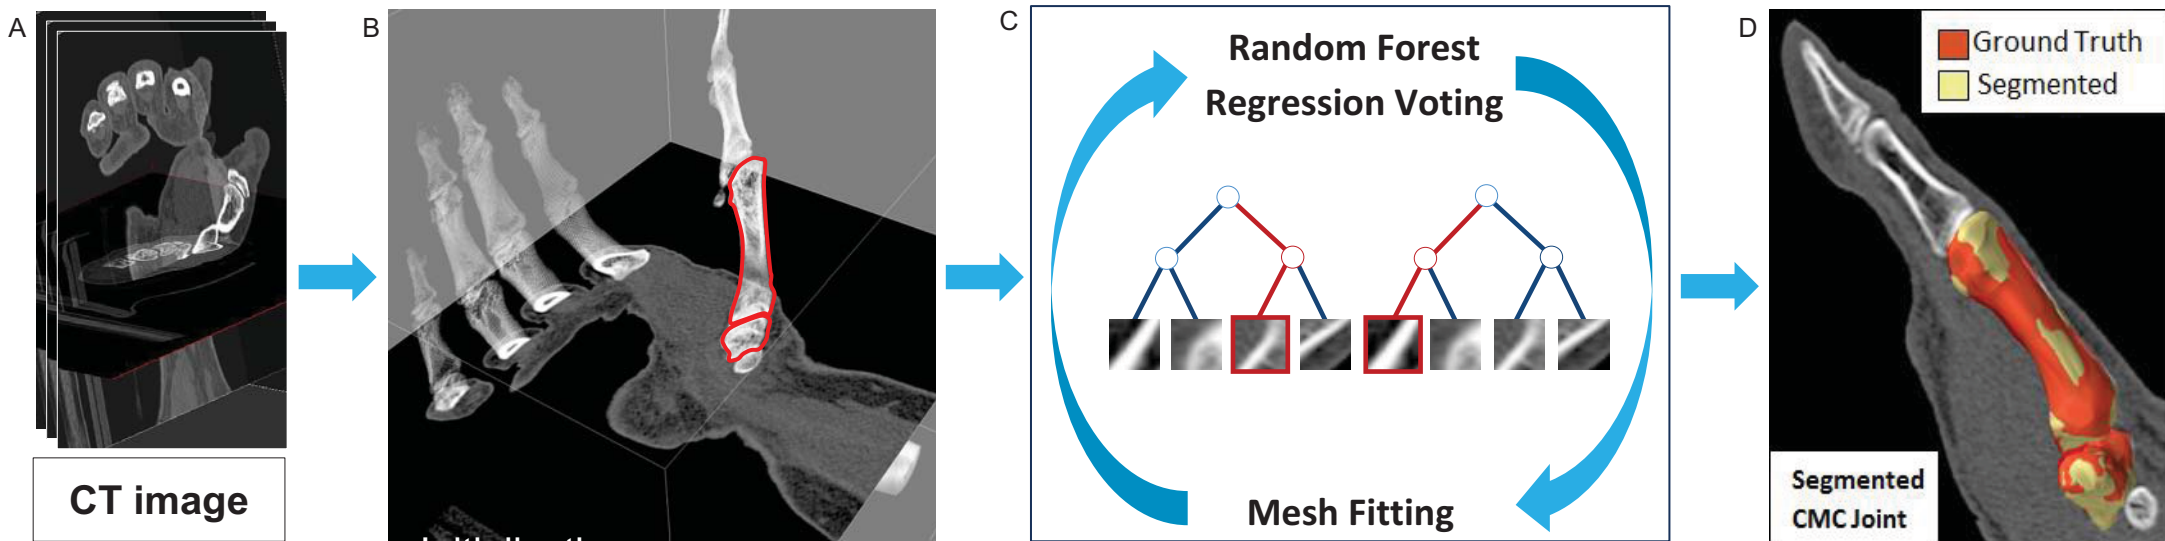 A
CT image
B
C
Random Forest
Regression Voting
Mesh Fitting
D
Ground Truth
Segmented
Segmented
CMC Joint